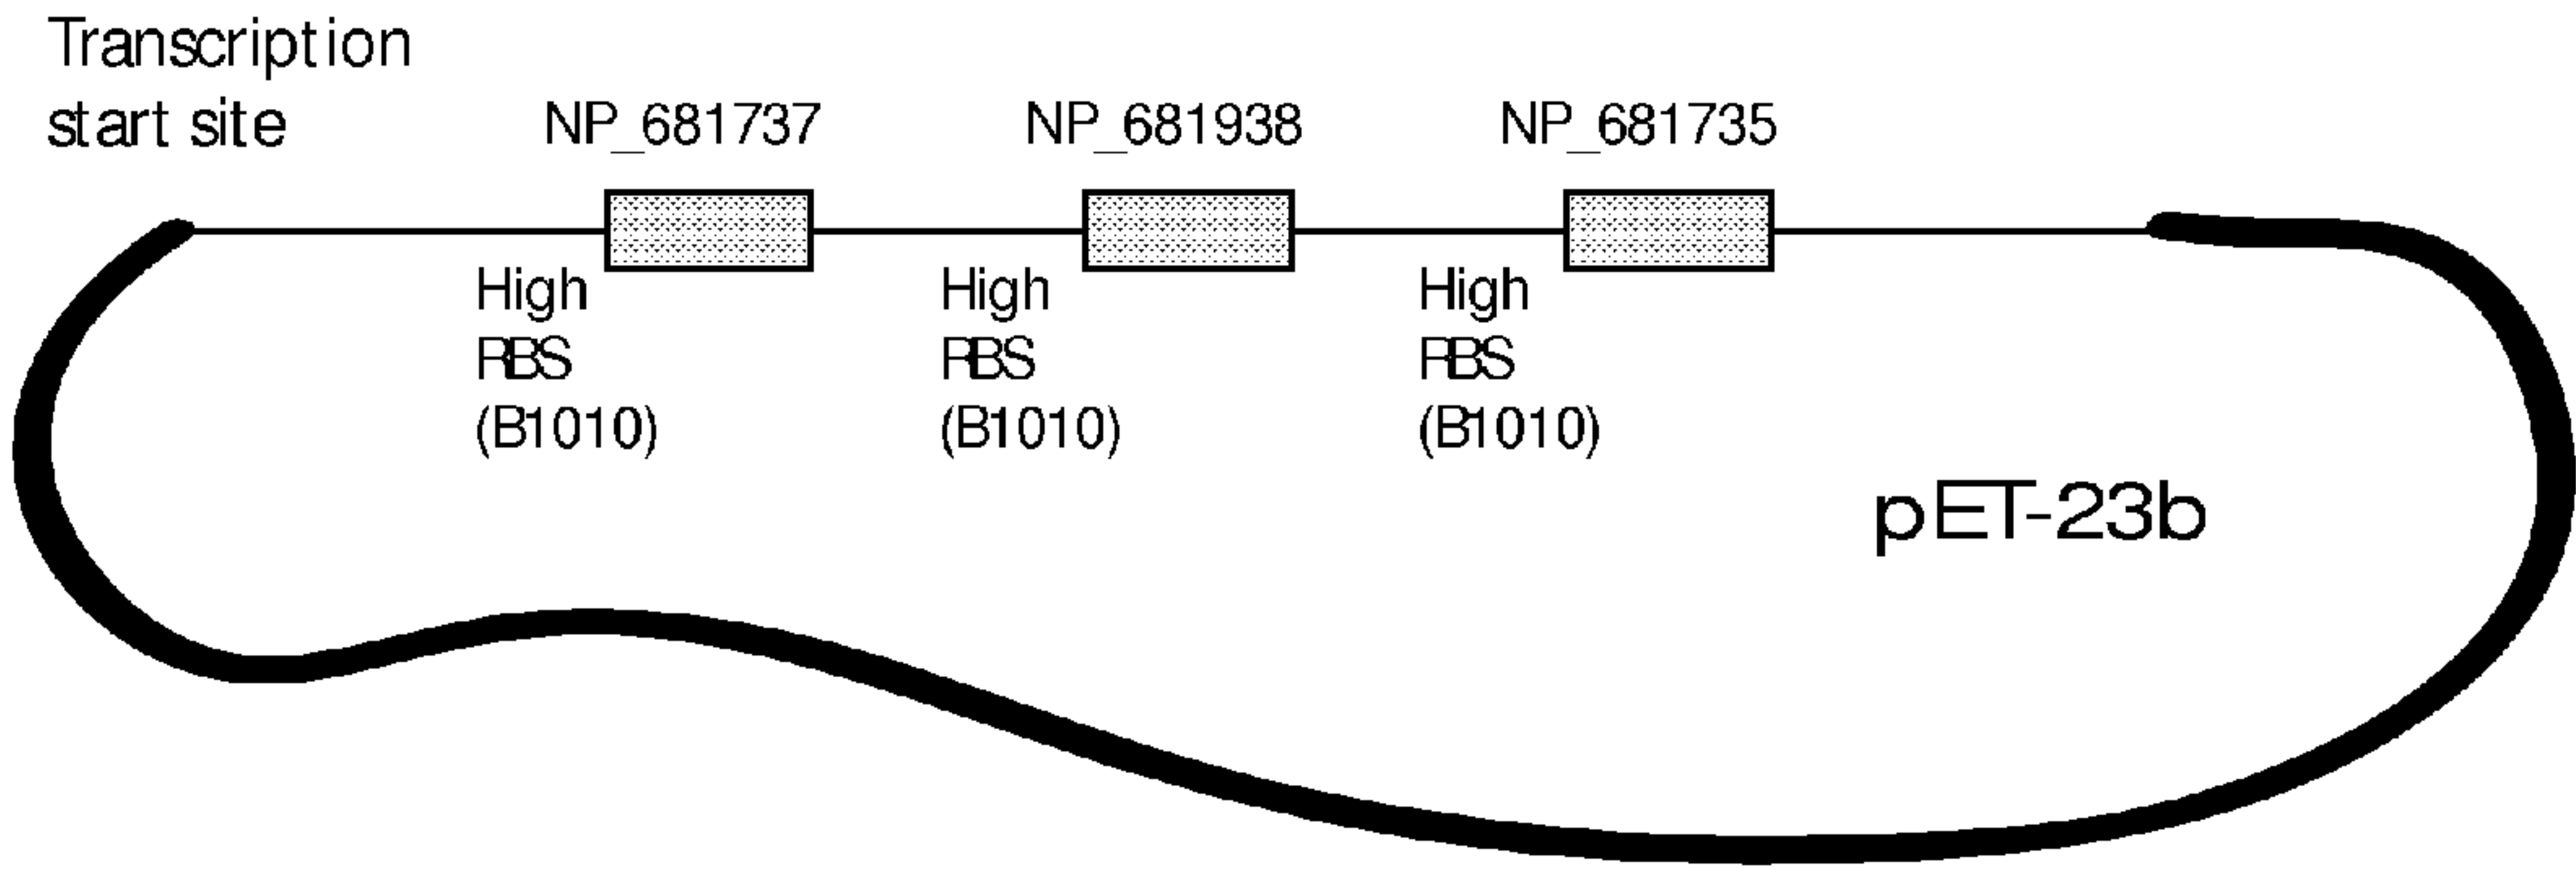 Transcription
start site
NP_681737
NP_681938
NP_681735
High
RBS
(B1010)
High
RBS
(B1010)
High
RBS
(B1010)
pET-23b